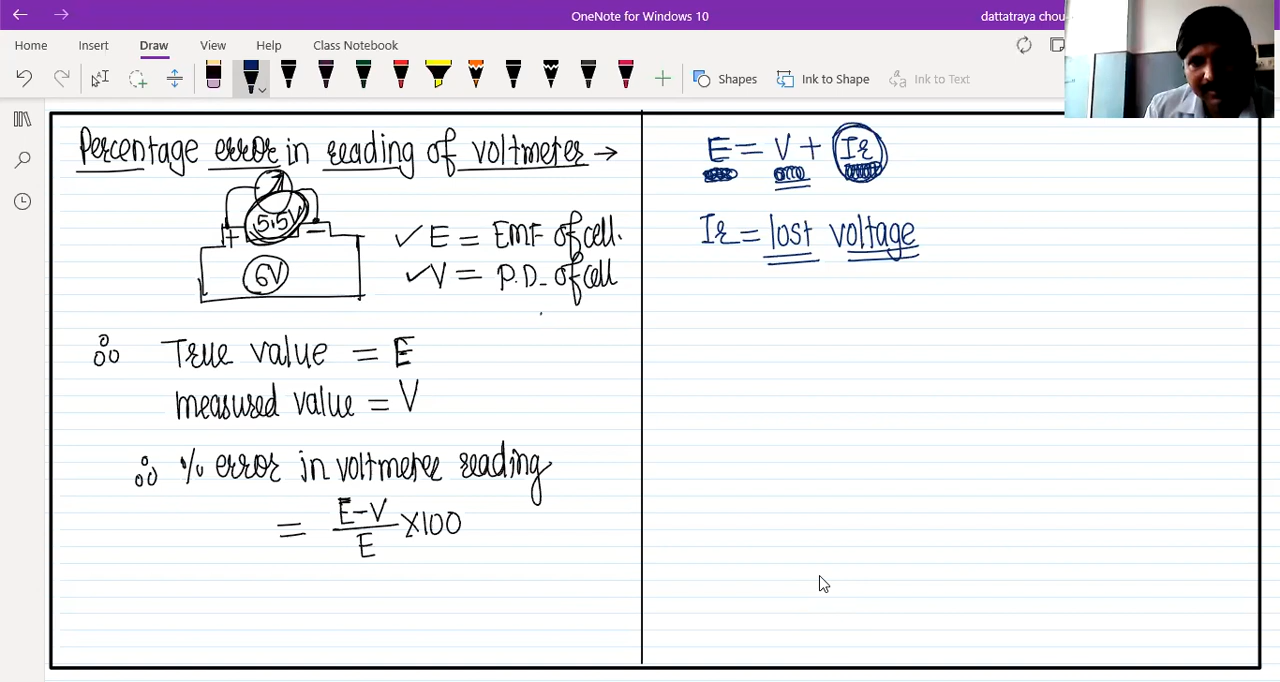 OneNote for Windows 10
dattatraya chou
Home Insert Draw View Help Class Notebook
Shapes Ink to Shape Ink to Text
Percentage error in reading of voltmeter →
+ 5.5V −
6V
✓ E = EMF of cell.
✓ V = P.D. of cell
∴ True value = E
measured value = V
∴ % error in voltmeter reading
= E-V/E ×100
E = V + Ir
Ir = lost voltage